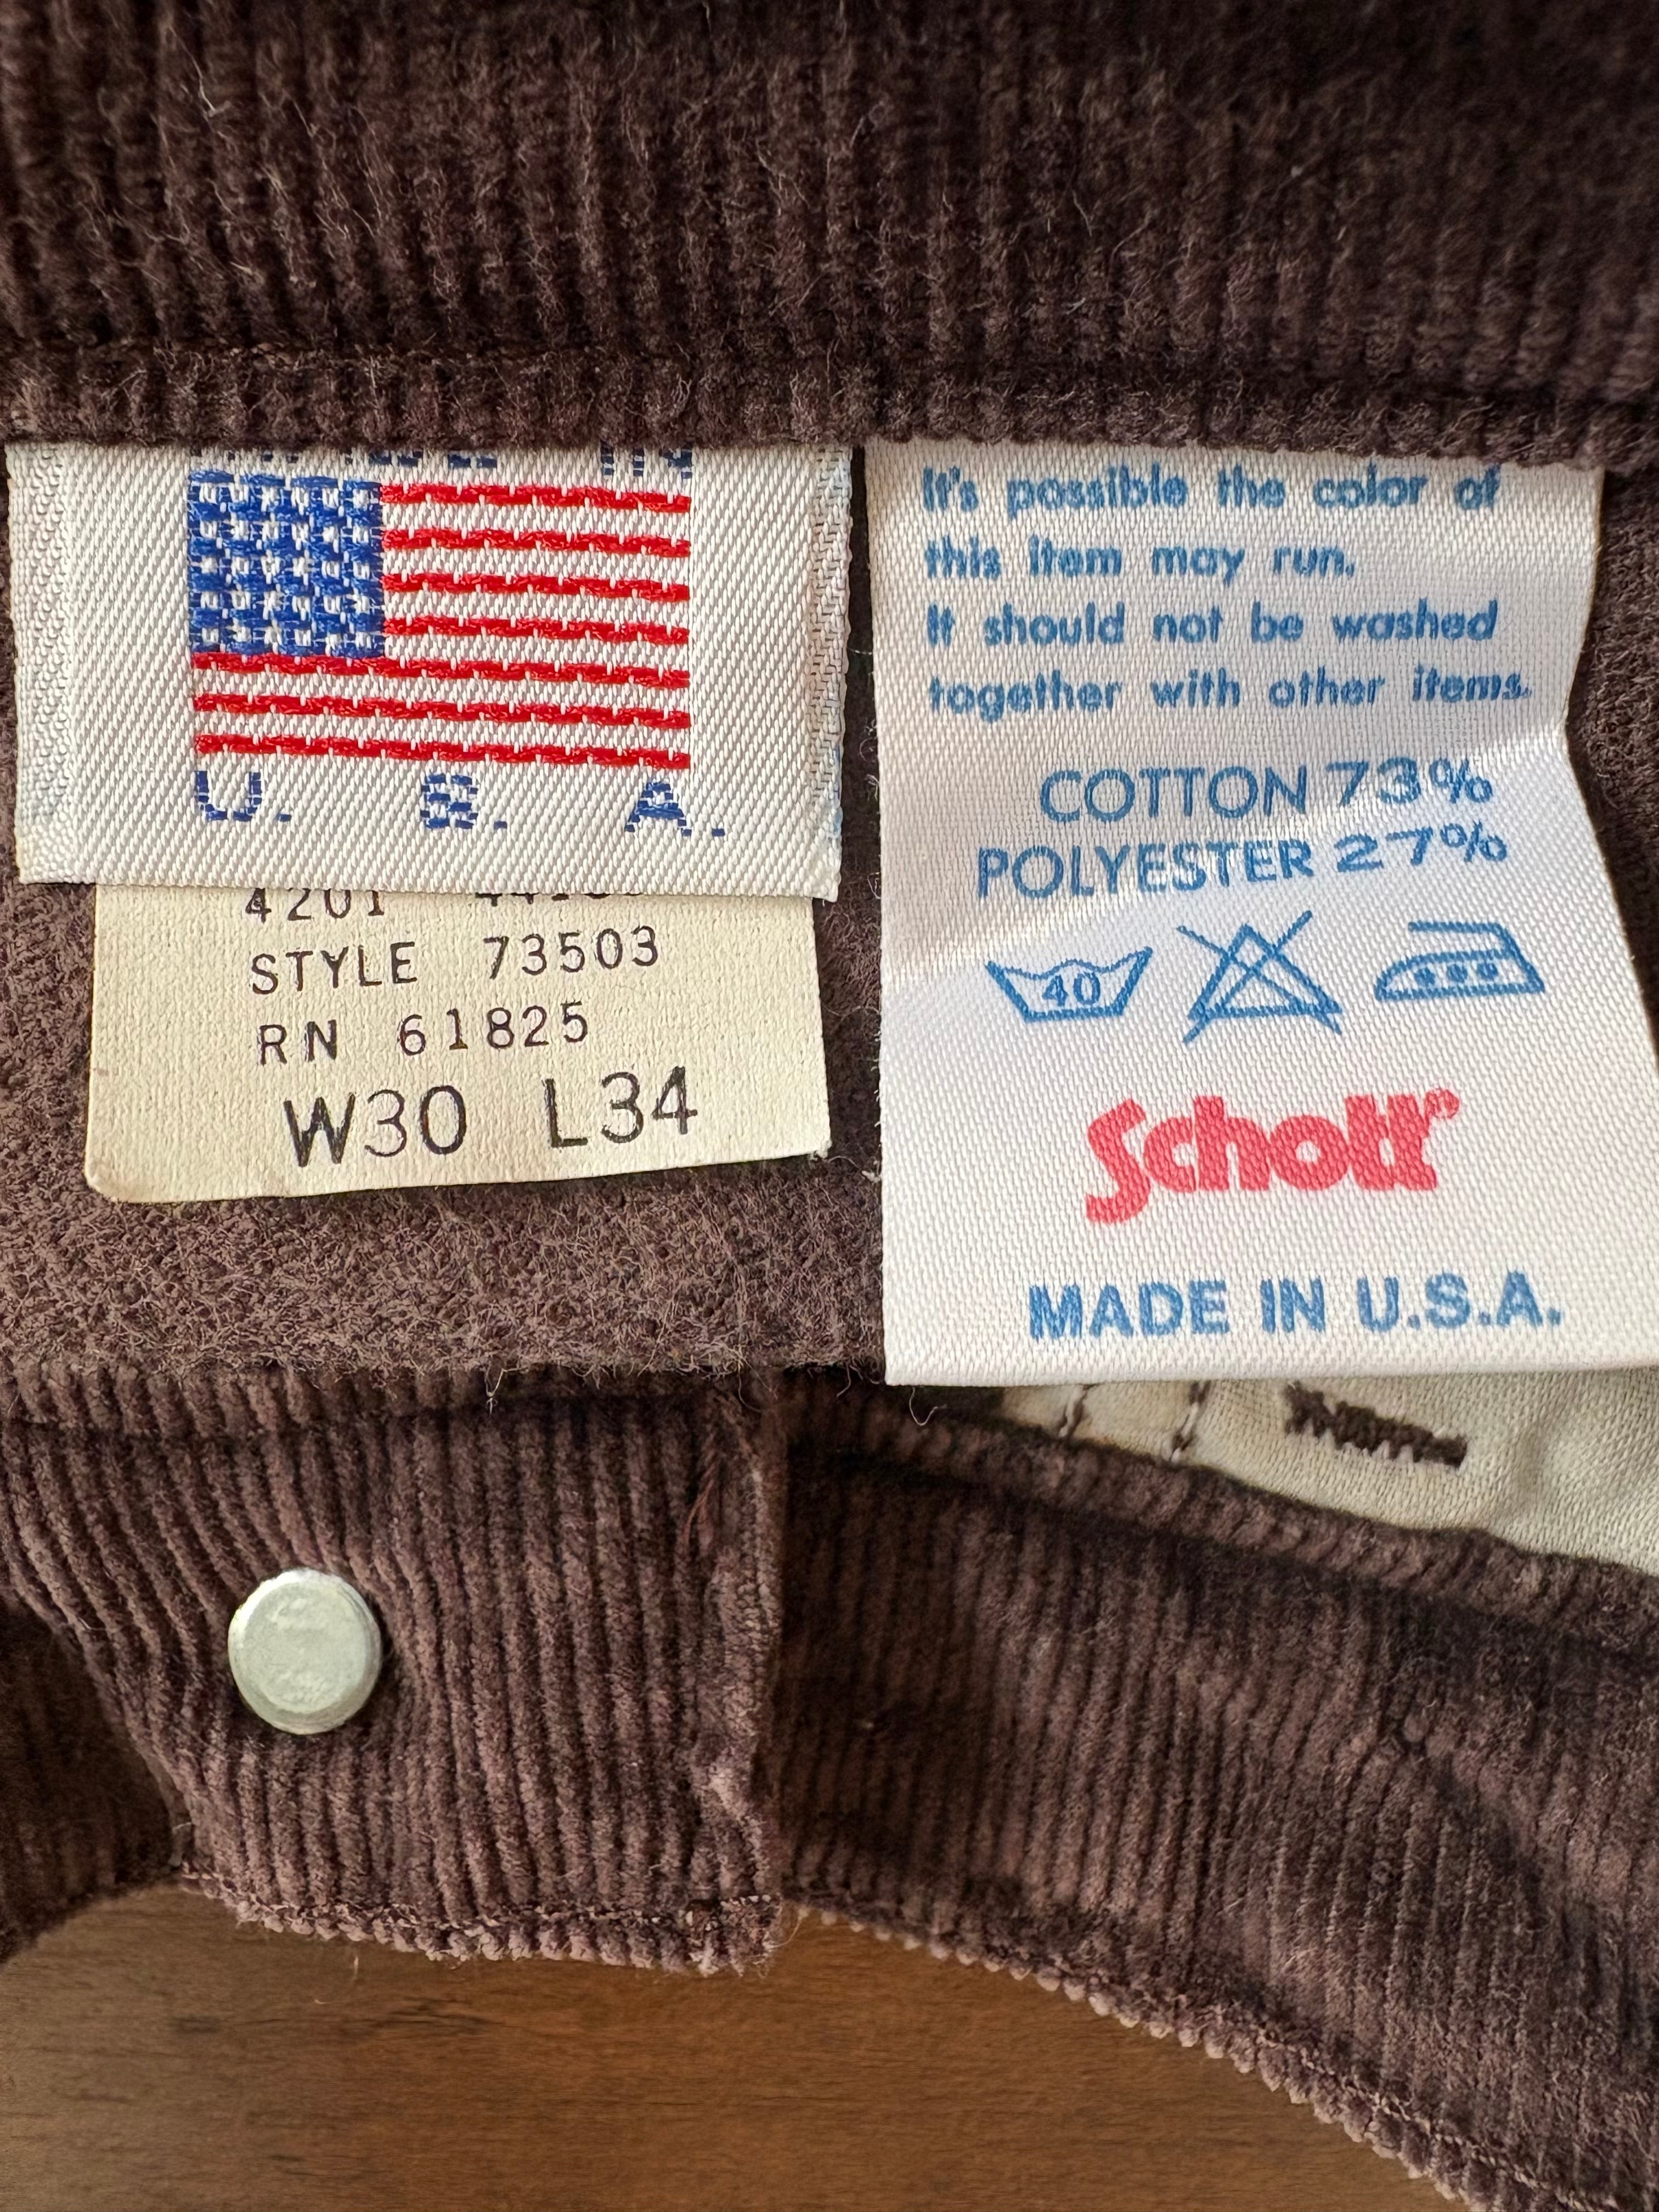 U. S. A.
4201
STYLE 73503
RN 61825
W30 L34
It's possible the color of
this item may run.
It should not be washed
together with other items.
COTTON 73%
POLYESTER 27%
40
Schott®
MADE IN U.S.A.